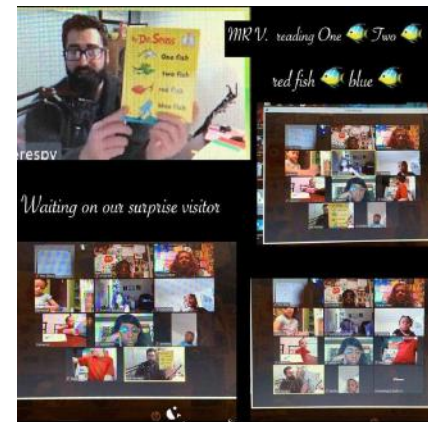 by Dr. Seuss
One fish
two fish
red fish
blue fish
MR V. reading One 🐠 Two 🐠
red fish 🐠 blue 🐠
Waiting on our surprise visitor